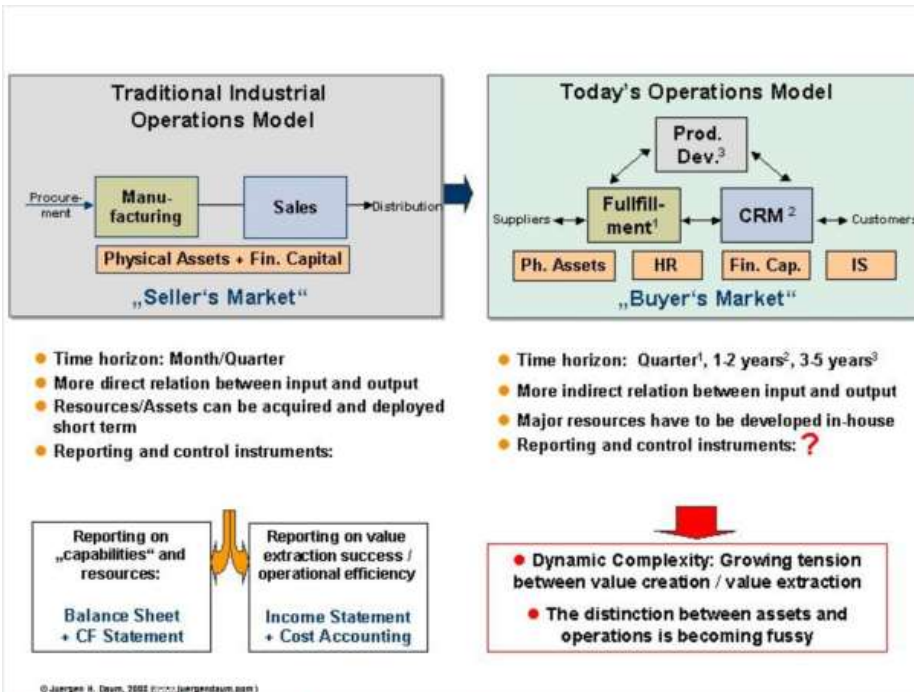 Traditional Industrial
Operations Model
Procure-
ment
Manu-
facturing
Sales
Distribution
Physical Assets + Fin. Capital
„Seller‘s Market“
Today’s Operations Model
Prod.
Dev.³
Suppliers
Fullfill-
ment¹
CRM ²
Customers
Ph. Assets
HR
Fin. Cap.
IS
„Buyer‘s Market“
● Time horizon: Month/Quarter
● More direct relation between input and output
● Resources/Assets can be acquired and deployed
short term
● Reporting and control instruments:
Reporting on
„capabilities“ and
resources:
Balance Sheet
+ CF Statement
Reporting on value
extraction success /
operational efficiency
Income Statement
+ Cost Accounting
● Time horizon: Quarter¹, 1-2 years², 3-5 years³
● More indirect relation between input and output
● Major resources have to be developed in-house
● Reporting and control instruments: ?
● Dynamic Complexity: Growing tension
between value creation / value extraction
● The distinction between assets and
operations is becoming fussy
© Juergen H. Daum, juergendaum.com)